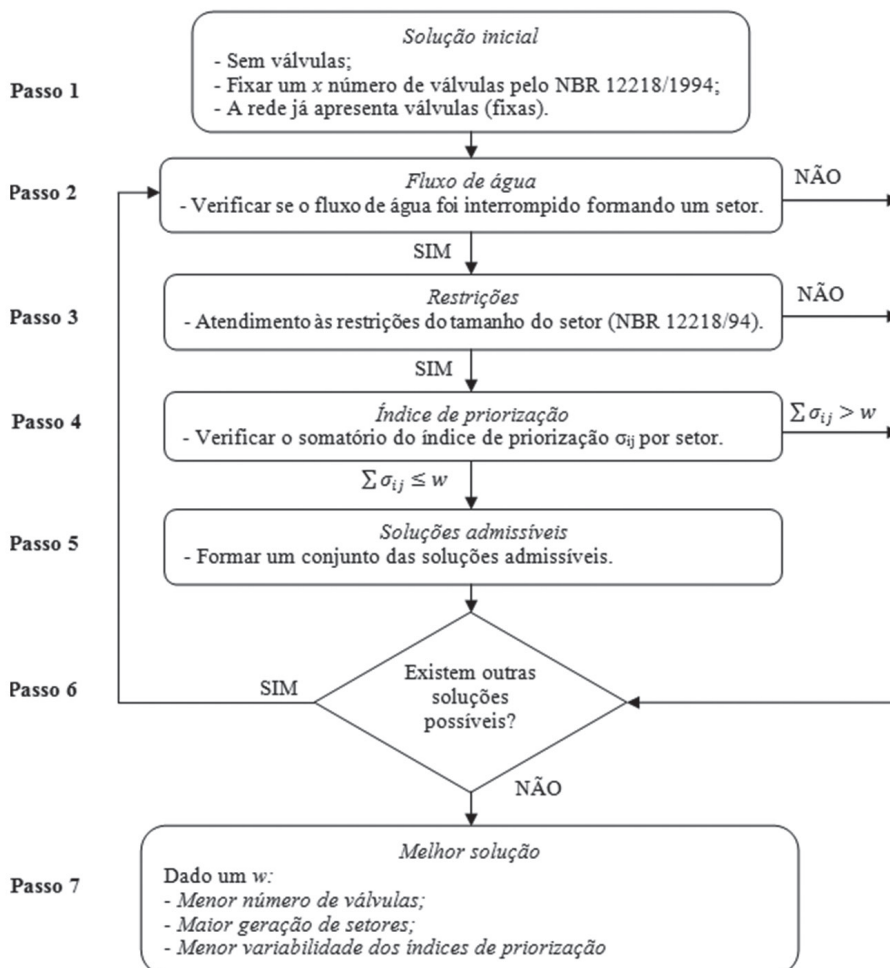 Solução inicial
- Sem válvulas;
Passo 1
- Fixar um x número de válvulas pelo NBR 12218/1994;
- A rede já apresenta válvulas (fixas).
Passo 2
Fluxo de água
NÃO
- Verificar se o fluxo de água foi interrompido formando um setor.
SIM
Passo 3
Restrições
NÃO
- Atendimento às restrições do tamanho do setor (NBR 12218/94).
SIM
Passo 4
Índice de priorização
∑ σij > w
- Verificar o somatório do índice de priorização σij por setor.
∑ σij ≤ w
Passo 5
Soluções admissíveis
- Formar um conjunto das soluções admissíveis.
Passo 6
SIM
Existem outras
soluções
possíveis?
NÃO
Melhor solução
Passo 7
Dado um w:
- Menor número de válvulas;
- Maior geração de setores;
- Menor variabilidade dos índices de priorização